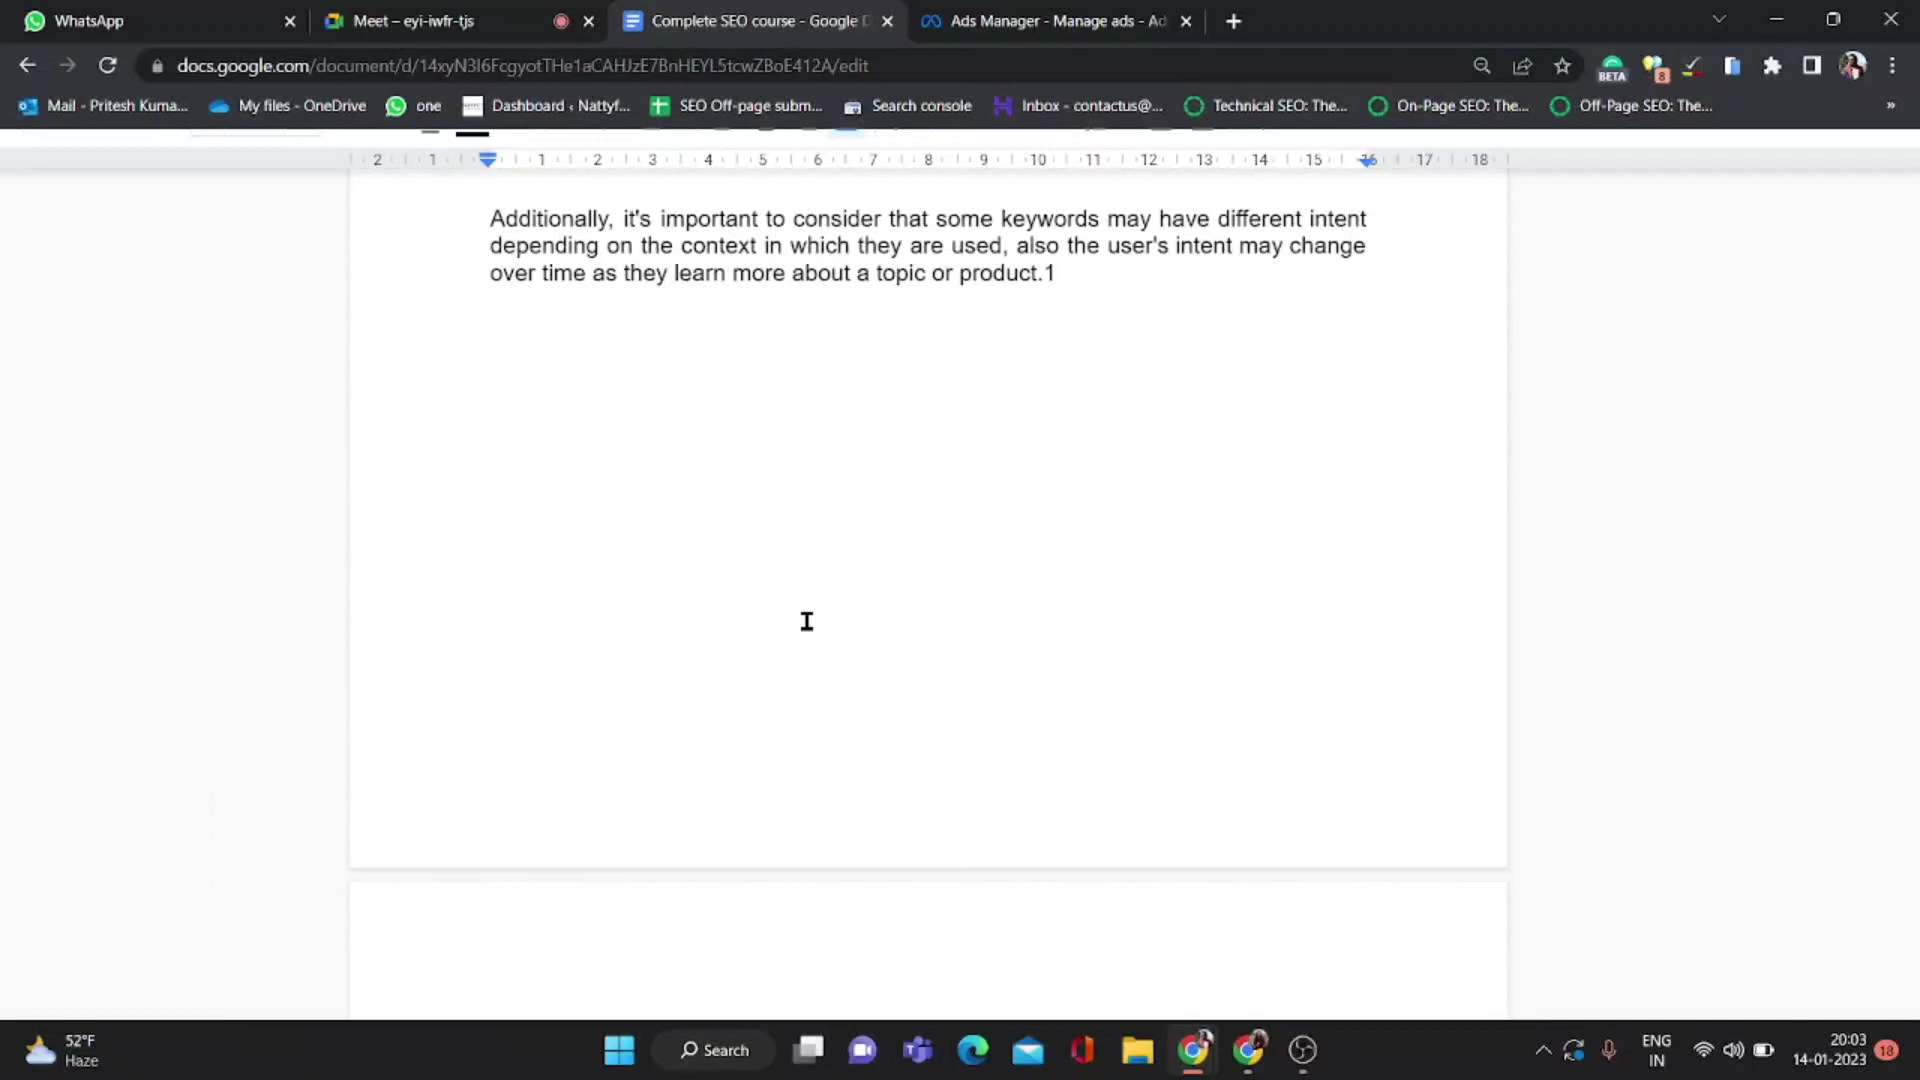 WhatsApp
Meet – eyi-iwfr-tjs
Complete SEO course - Google D
Ads Manager - Manage ads - Ad
docs.google.com/document/d/14xyN3I6FcgyotTHe1aCAHJzE7BnHEYL5tcwZBoE412A/edit
BETA
8
Mail - Pritesh Kuma...
My files - OneDrive
one
Dashboard ‹ Nattyf...
SEO Off-page subm...
Search console
Inbox - contactus@...
Technical SEO: The...
On-Page SEO: The...
Off-Page SEO: The...
»
2 1 1 2 3 4 5 6 7 8 9 10 11 12 13 14 15 16 17 18
Additionally, it's important to consider that some keywords may have different intent
depending on the context in which they are used, also the user's intent may change
over time as they learn more about a topic or product.1
52°F
Haze
Search
ENG
IN
20:03
14-01-2023
18